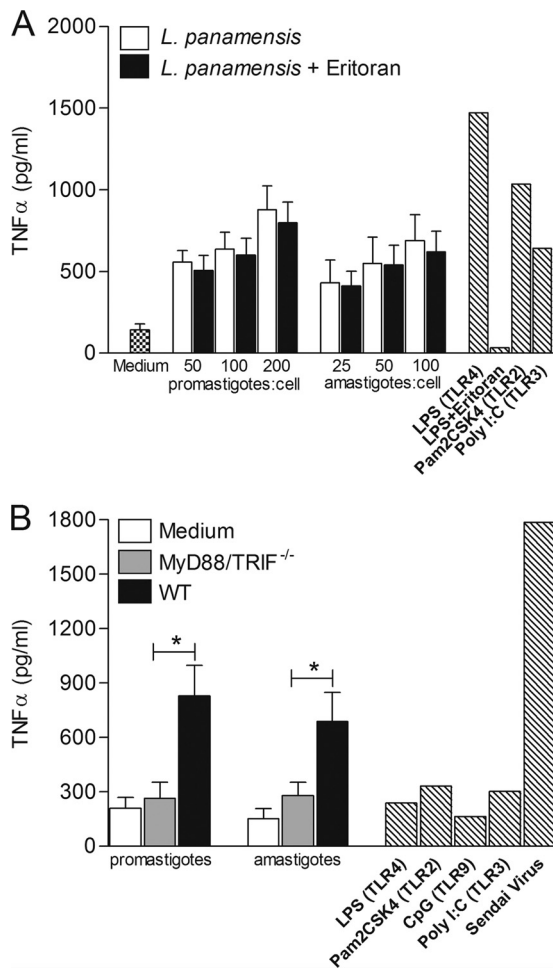 A
2000
1500
1000
500
0
TNFα (pg/ml)
L. panamensis
L. panamensis + Eritoran
Medium
50 100 200
promastigotes:cell
25 50 100
amastigotes:cell
LPS (TLR4)
LPS+Eritoran
Pam2CSK4 (TLR2)
Poly I:C (TLR3)
B
1800
1500
1200
900
600
300
0
TNFα (pg/ml)
Medium
MyD88/TRIF-/-
WT
*
*
promastigotes
amastigotes
LPS (TLR4)
Pam2CSK4 (TLR2)
CpG (TLR9)
Poly I:C (TLR3)
Sendai Virus